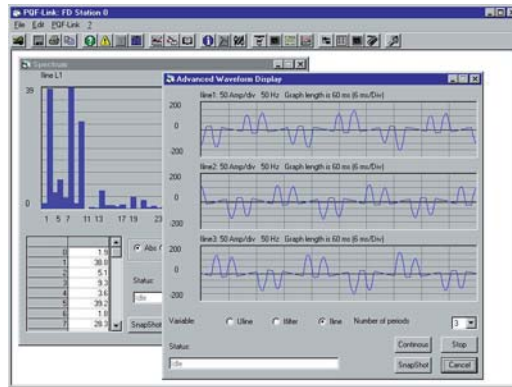 PQF-Link: FD Station 0
File Edit PQF-Link ?
Spectrum
Iline L1
39
0
1 5 7 11 13 17 19 23
0 1.9
1 38.8
2 5.1
3 9.3
4 3.6
5 39.2
6 1.8
7 28.3
Abs
Status:
Idle
SnapShot
Advanced Waveform Display
Iline1: 50 Amp/div 50 Hz Graph length is 60 ms (6 ms/Div)
200
0
-200
Iline2: 50 Amp/div 50 Hz Graph length is 60 ms (6 ms/Div)
200
0
-200
Iline3: 50 Amp/div 50 Hz Graph length is 60 ms (6 ms/Div)
200
0
-200
Variable: Uline Ifilter Iline Number of periods 3
Continous Stop
Status:
Idle
SnapShot Cancel